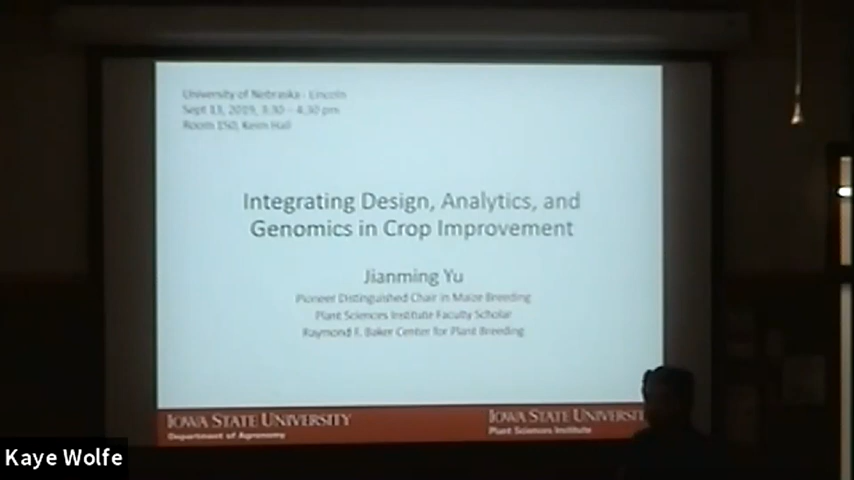 University of Nebraska - Lincoln
Sept 13, 2019, 3:30 – 4:30 pm
Room 150, Keim Hall
Integrating Design, Analytics, and
Genomics in Crop Improvement
Jianming Yu
Pioneer Distinguished Chair in Maize Breeding
Plant Sciences Institute Faculty Scholar
Raymond F. Baker Center for Plant Breeding
IOWA STATE UNIVERSITY
Department of Agronomy
IOWA STATE UNIVERSI
Plant Sciences Institute
Kaye Wolfe